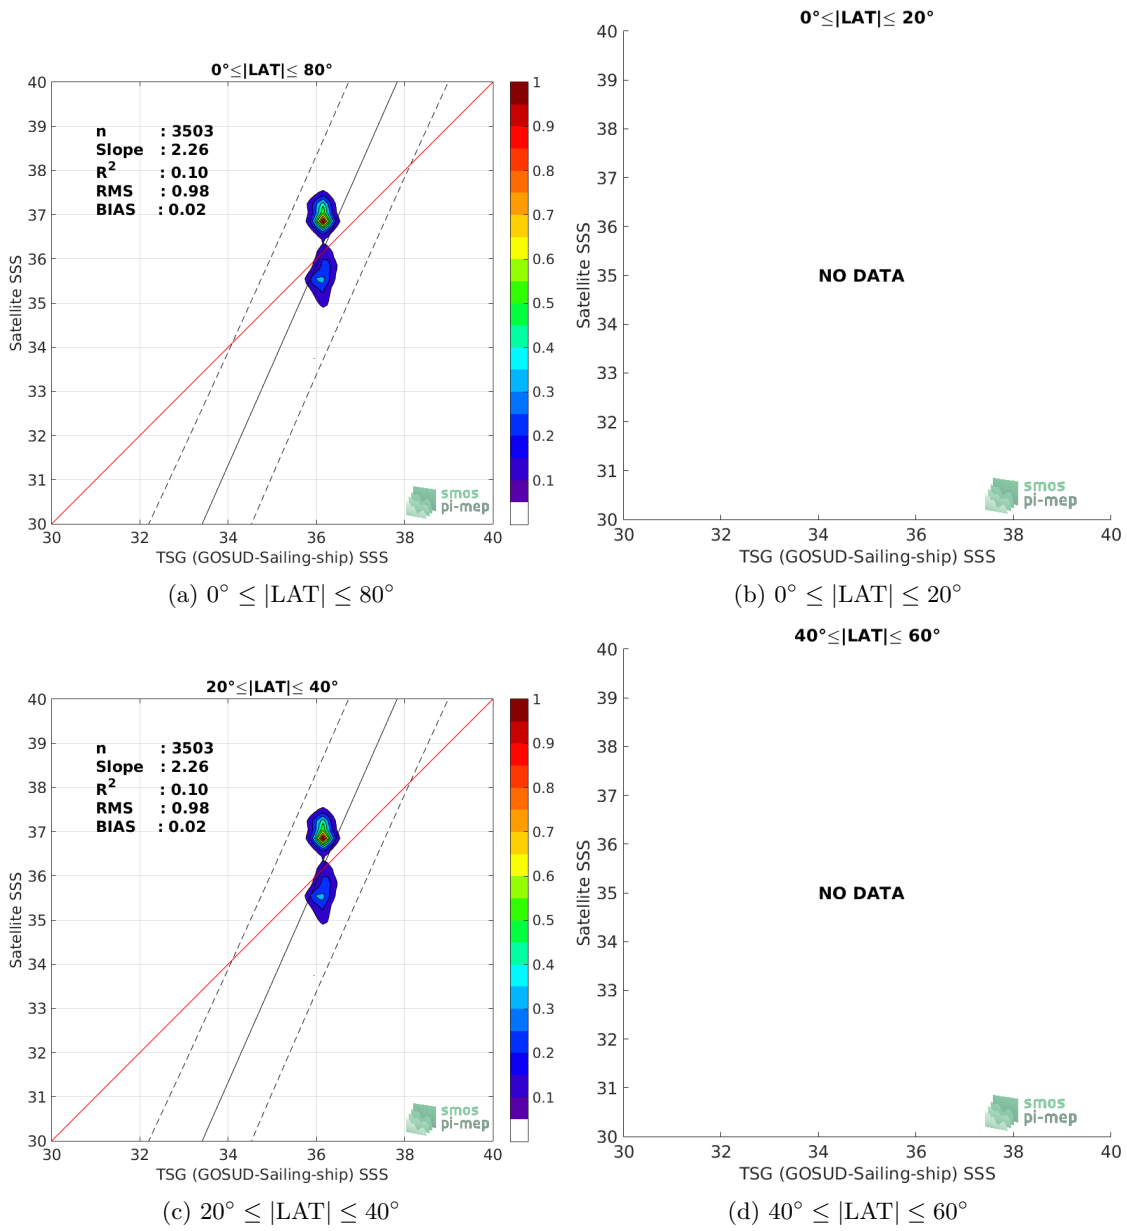 0°≤|LAT|≤ 80°
40
39
38
37
36
35
34
33
32
31
30
Satellite SSS
n : 3503
Slope : 2.26
R² : 0.10
RMS : 0.98
BIAS : 0.02
1
0.9
0.8
0.7
0.6
0.5
0.4
0.3
0.2
0.1
smos
pi-mep
30 32 34 36 38 40
TSG (GOSUD-Sailing-ship) SSS
(a) 0° ≤ |LAT| ≤ 80°
0°≤|LAT|≤ 20°
40
39
38
37
36
35
34
33
32
31
30
Satellite SSS
NO DATA
smos
pi-mep
30 32 34 36 38 40
TSG (GOSUD-Sailing-ship) SSS
(b) 0° ≤ |LAT| ≤ 20°
20°≤|LAT|≤ 40°
40
39
38
37
36
35
34
33
32
31
30
Satellite SSS
n : 3503
Slope : 2.26
R² : 0.10
RMS : 0.98
BIAS : 0.02
1
0.9
0.8
0.7
0.6
0.5
0.4
0.3
0.2
0.1
smos
pi-mep
30 32 34 36 38 40
TSG (GOSUD-Sailing-ship) SSS
(c) 20° ≤ |LAT| ≤ 40°
40°≤|LAT|≤ 60°
40
39
38
37
36
35
34
33
32
31
30
Satellite SSS
NO DATA
smos
pi-mep
30 32 34 36 38 40
TSG (GOSUD-Sailing-ship) SSS
(d) 40° ≤ |LAT| ≤ 60°